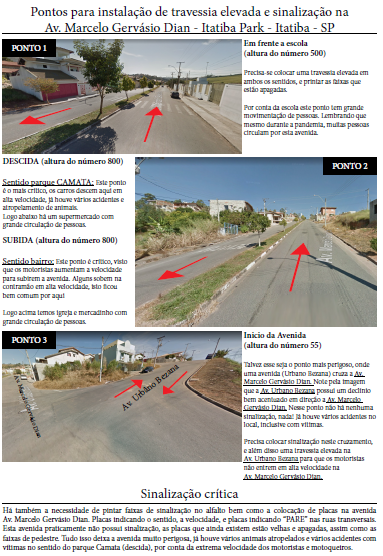 Pontos para instalação de travessia elevada e sinalização na
Av. Marcelo Gervásio Dian - Itatiba Park - Itatiba - SP
PONTO 1
Em frente a escola
(altura do número 500)
Precisa-se colocar uma travessia elevada em
ambos os sentidos, e printar as faixas que
estão apagadas.
Por conta da escola este ponto tem grande
movimentação de pessoas. Lembrando que
mesmo durante a pandemia, muitas pessoas
circulam por esta avenida.
DESCIDA (altura do número 800)
Sentido parque CAMATA: Este ponto
é o mais crítico, os carros descem aqui em
alta velocidade, já houve vários acidentes e
atropelamento de animais.
Logo abaixo há um supermercado com
grande circulação de pessoas.
SUBIDA (altura do número 800)
Sentido bairro: Este ponto é crítico, visto
que os motoristas aumentam a velocidade
para subirem a avenida. Alguns sobem na
contramão em alta velocidade, isto ficou
bem comum por aqui
Logo acima temos igreja e mercadinho com
grande circulação de pessoas.
PONTO 2
PONTO 3
Av. Marcelo Gervásio Dian
Av. Urbano Bezana
Início da Avenida
(altura do número 55)
Talvez esse seja o ponto mais perigoso, onde
uma avenida (Urbano Bezana) cruza a Av.
Marcelo Gervásio Dian. Note pela imagem
que a Av. Urbano Bezana possui um declínio
bem acentuado em direção a Av. Marcelo
Gervásio Dian. Nesse ponto não há nenhuma
sinalização, nada! Já houve vários acidentes no
local, inclusive com vítimas.
Precisa colocar sinalização neste cruzamento,
e além disso uma travessia elevada na
Av. Urbano Bezana para que os motoristas
não entrem em alta velocidade na
Av. Marcelo Gervásio Dian.
Sinalização crítica
Há também a necessidade de pintar faixas de sinalização no alfalto bem como a colocação de placas na avenida
Av. Marcelo Gervásio Dian. Placas indicando o sentido, a velocidade, e placas indicando "PARE" nas ruas transversais.
Esta avenida praticamente não possui sinalização, as placas que ainda existem estão velhas e apagadas, assim como as
faixas de pedestre. Tudo isso deixa a avenida muito perigosa, já houve vários animais atropelados e vários acidentes com
vitimas no sentido do parque Camata (descida), por conta da extrema velocidade dos motoristas e motoqueiros.